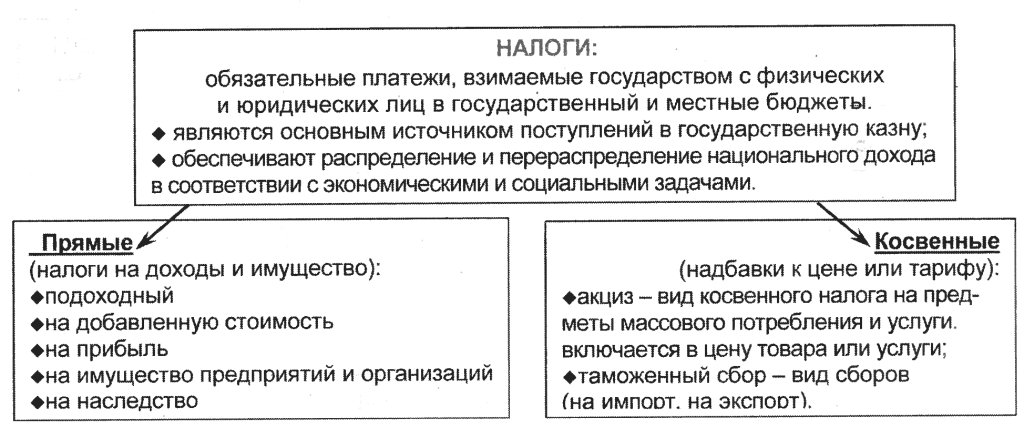 НАЛОГИ:
обязательные платежи, взимаемые государством с физических
и юридических лиц в государственный и местные бюджеты.
◆ являются основным источником поступлений в государственную казну;
◆ обеспечивают распределение и перераспределение национального дохода
в соответствии с экономическими и социальными задачами.
Прямые
(налоги на доходы и имущество):
◆подоходный
◆на добавленную стоимость
◆на прибыль
◆на имущество предприятий и организаций
◆на наследство
Косвенные
(надбавки к цене или тарифу):
◆акциз – вид косвенного налога на пред-
меты массового потребления и услуги.
включается в цену товара или услуги;
◆таможенный сбор – вид сборов
(на импорт, на экспорт).